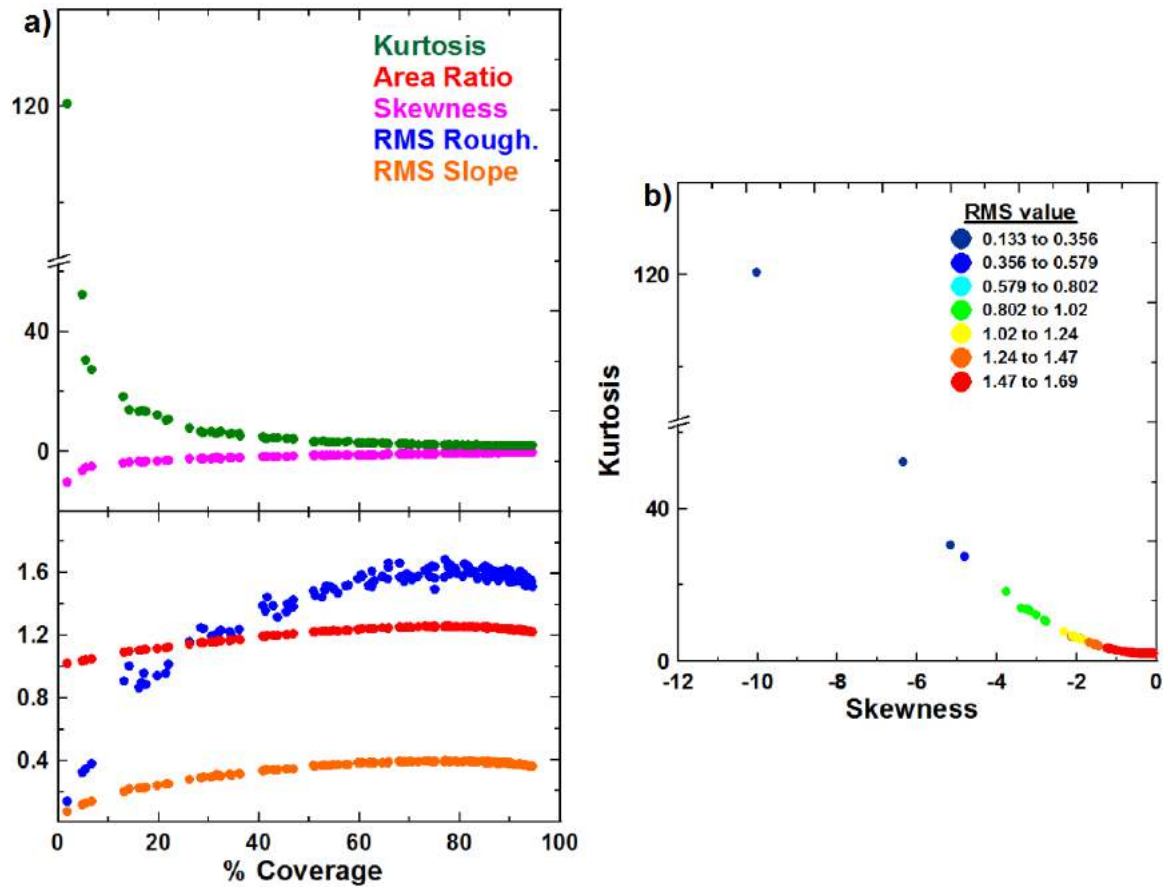 a)
Kurtosis
Area Ratio
Skewness
RMS Rough.
RMS Slope
120
40
0
1.6
1.2
0.8
0.4
0 20 40 60 80 100
% Coverage
b)
RMS value
0.133 to 0.356
0.356 to 0.579
0.579 to 0.802
0.802 to 1.02
1.02 to 1.24
1.24 to 1.47
1.47 to 1.69
120
40
0
Kurtosis
-12 -10 -8 -6 -4 -2 0
Skewness